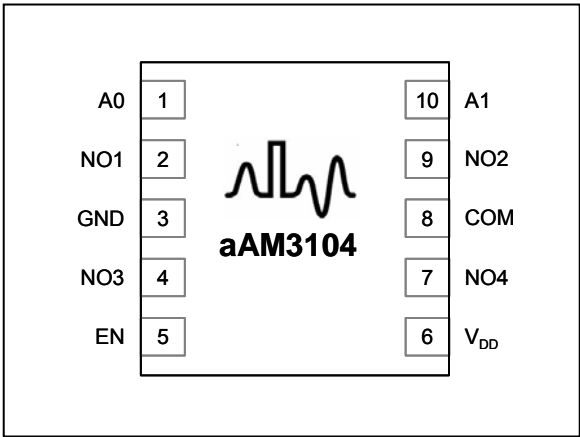 A0 1 10 A1
NO1 2 9 NO2
GND 3 8 COM
aAM3104
NO3 4 7 NO4
EN 5 6 VDD